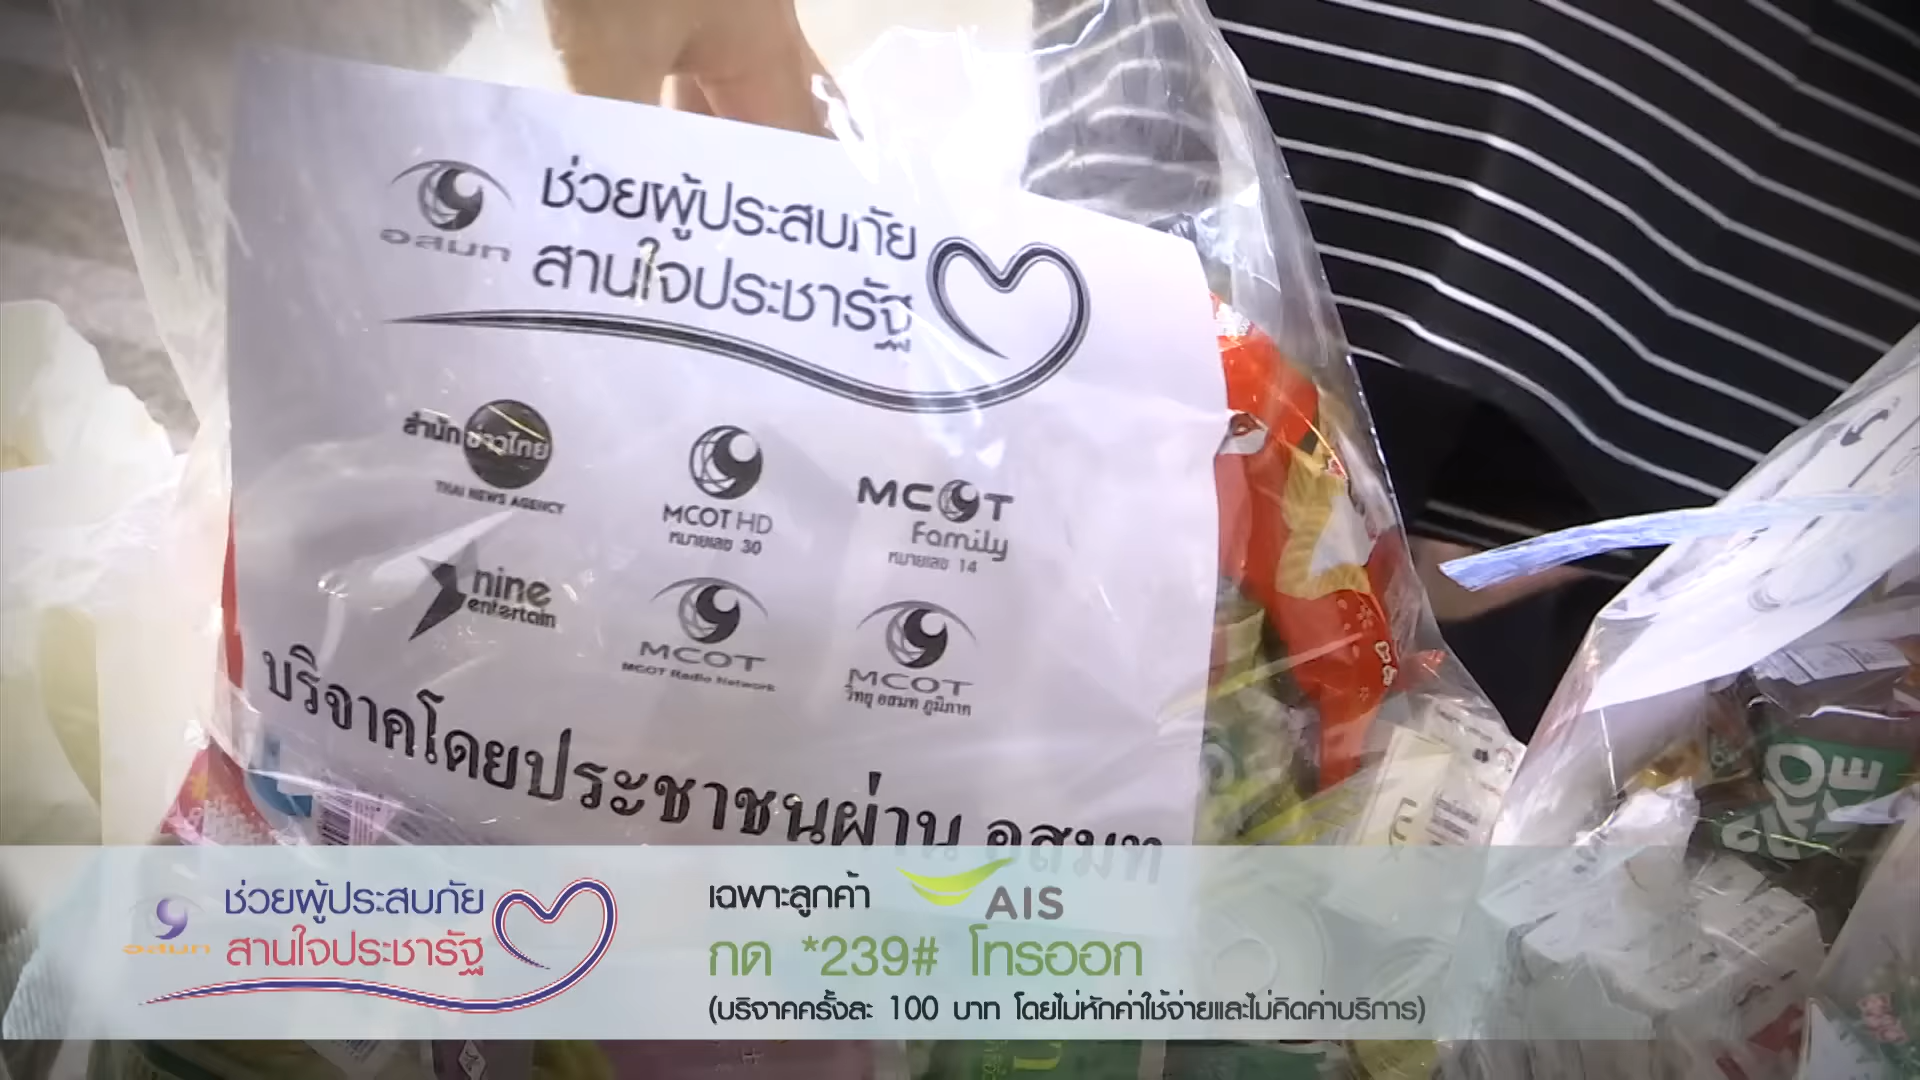 อสมท
ช่วยผู้ประสบภัย
สานใจประชารัฐ
สำนักข่าวไทย
THAI NEWS AGENCY
MCOT HD
หมายเลข 30
MCOT
Family
หมายเลข 14
nine
entertain
MCOT
MCOT Radio Network
MCOT
วิทยุ อสมท ภูมิภาค
บริจาคโดยประชาชนผ่าน อสมท
อสมท
ช่วยผู้ประสบภัย
สานใจประชารัฐ
เฉพาะลูกค้า AIS
กด *239# โทรออก
(บริจาคครั้งละ 100 บาท โดยไม่หักค่าใช้จ่ายและไม่คิดค่าบริการ)